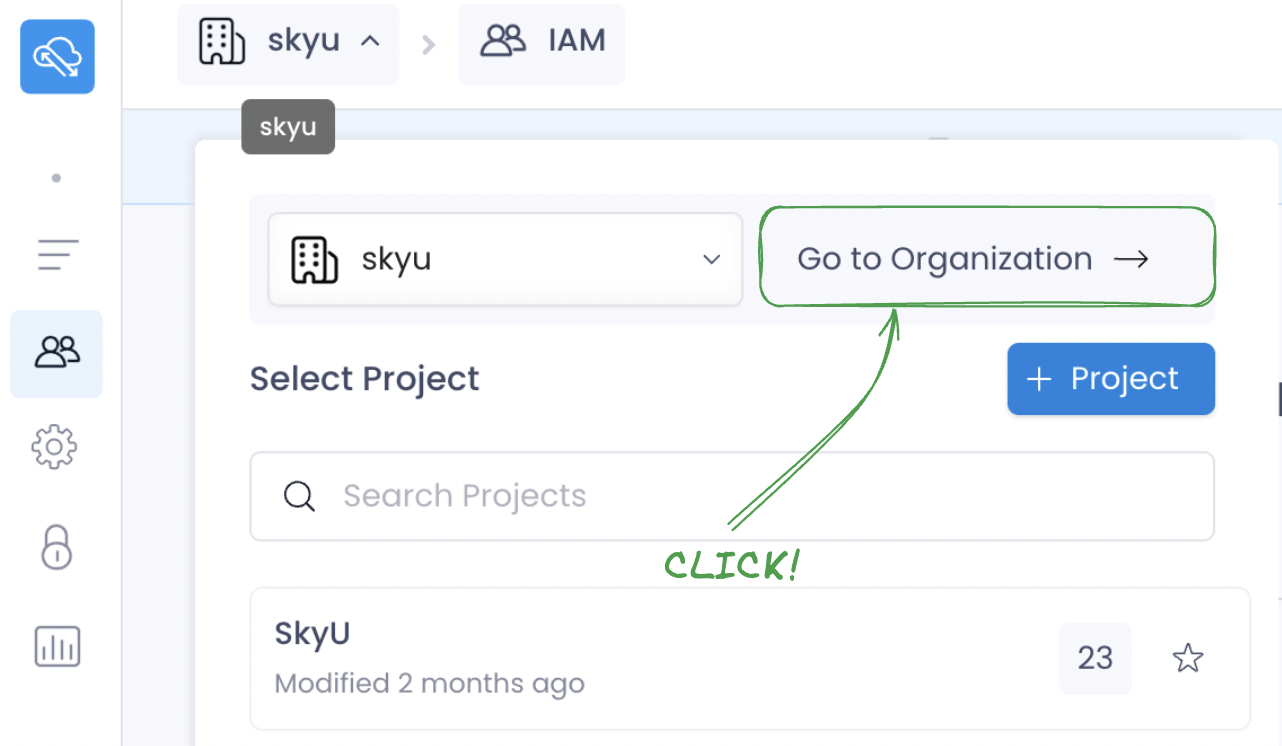 skyu
IAM
skyu
skyu
Go to Organization
Select Project
Project
Search Projects
CLICK!
SkyU
23
Modified 2 months ago